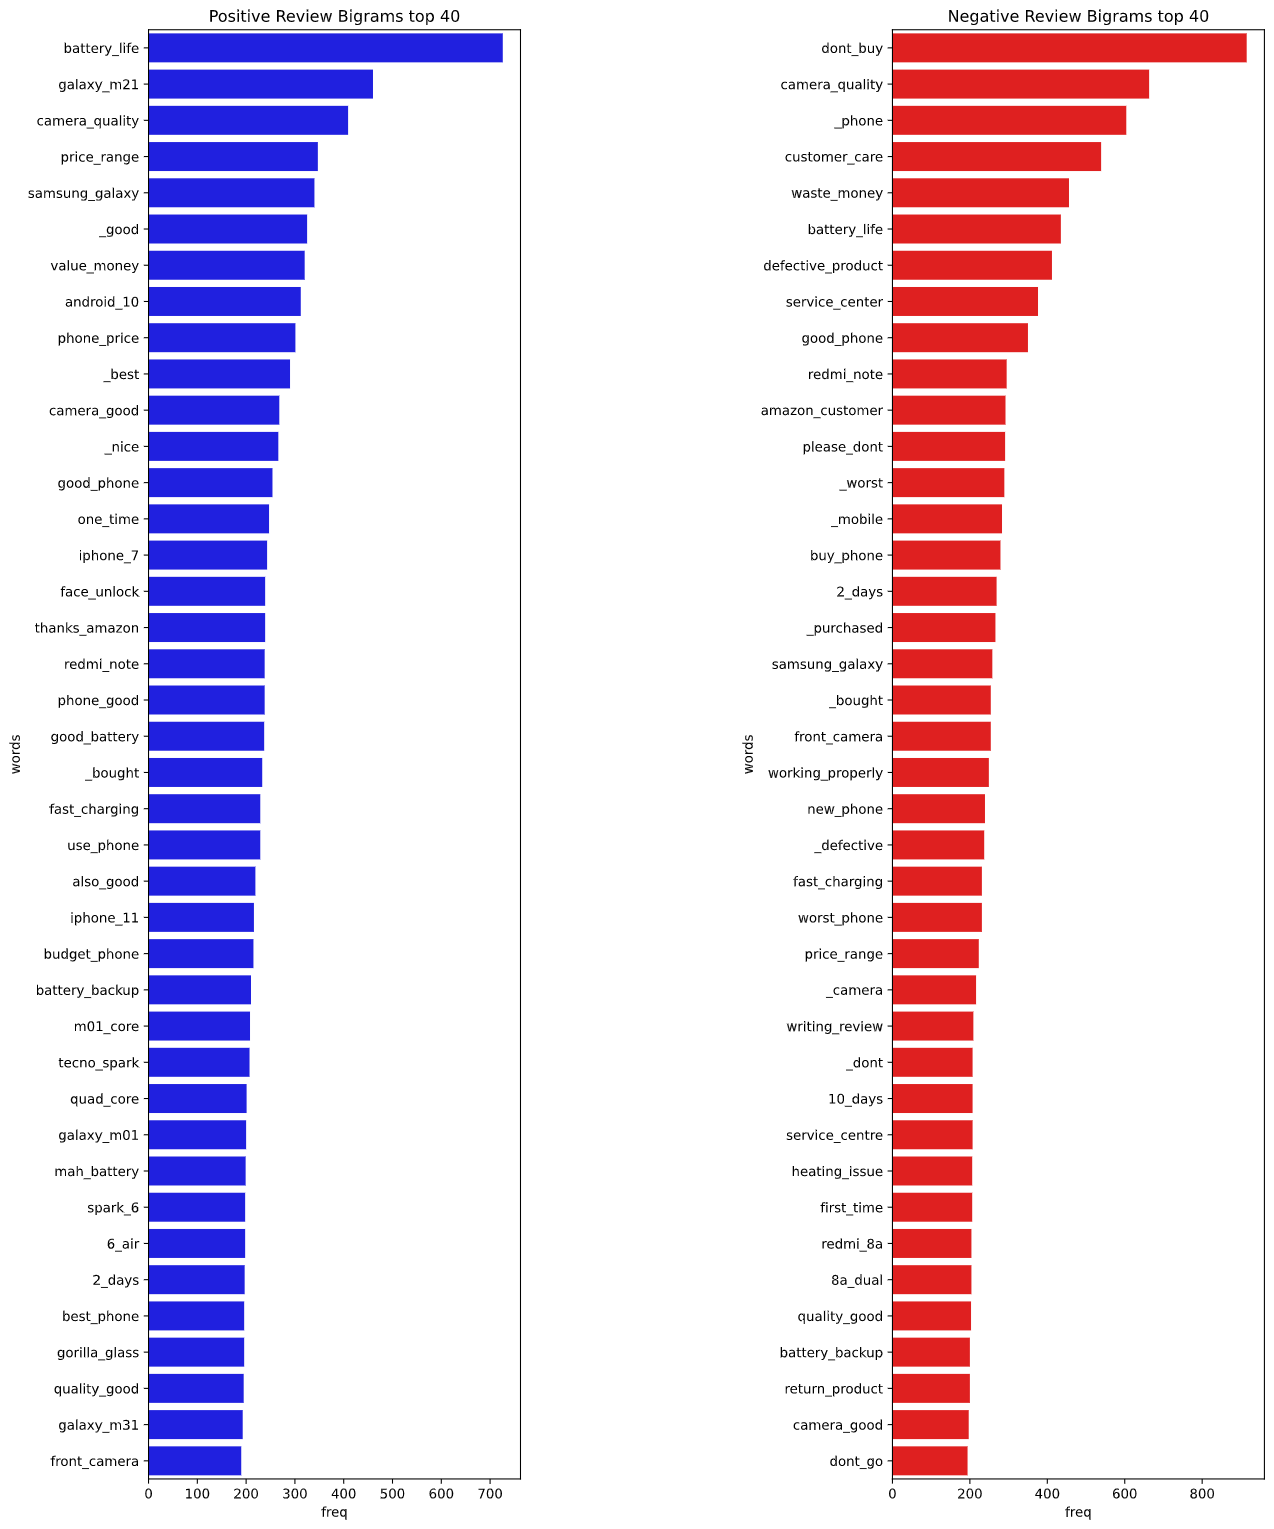 Positive Review Bigrams top 40
battery_life
galaxy_m21
camera_quality
price_range
samsung_galaxy
_good
value_money
android_10
phone_price
_best
camera_good
_nice
good_phone
one_time
iphone_7
face_unlock
thanks_amazon
redmi_note
phone_good
good_battery
_bought
fast_charging
use_phone
also_good
iphone_11
budget_phone
battery_backup
m01_core
tecno_spark
quad_core
galaxy_m01
mah_battery
spark_6
6_air
2_days
best_phone
gorilla_glass
quality_good
galaxy_m31
front_camera
words
0 100 200 300 400 500 600 700
freq
Negative Review Bigrams top 40
dont_buy
camera_quality
_phone
customer_care
waste_money
battery_life
defective_product
service_center
good_phone
redmi_note
amazon_customer
please_dont
_worst
_mobile
buy_phone
2_days
_purchased
samsung_galaxy
_bought
front_camera
working_properly
new_phone
_defective
fast_charging
worst_phone
price_range
_camera
writing_review
_dont
10_days
service_centre
heating_issue
first_time
redmi_8a
8a_dual
quality_good
battery_backup
return_product
camera_good
dont_go
words
0 200 400 600 800
freq